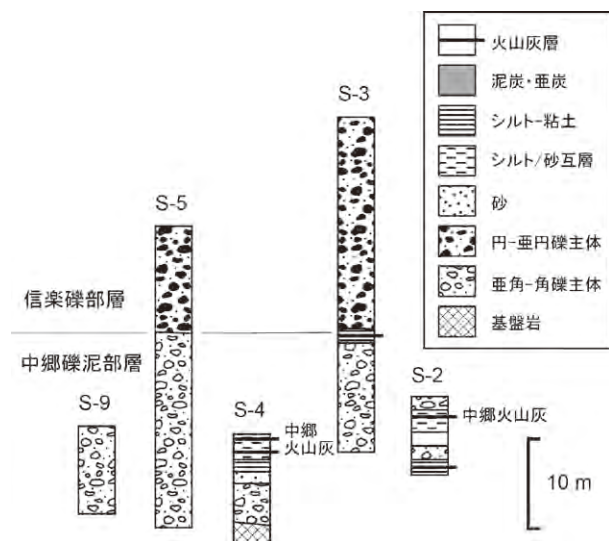 火山灰層
泥炭・亜炭
シルト-粘土
シルト/砂互層
砂
円-亜円礫主体
亜角-角礫主体
基盤岩
S-3
S-5
信楽礫部層
中郷礫泥部層
S-9
S-4
中郷
火山灰
S-2
中郷火山灰
10 m